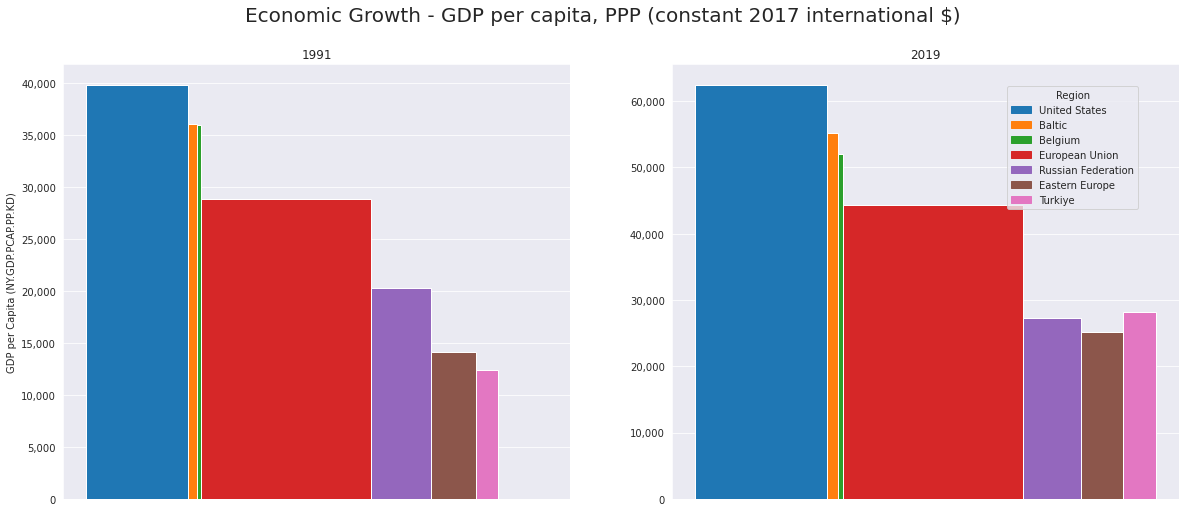 Economic Growth - GDP per capita, PPP (constant 2017 international $)
1991
GDP per Capita (NY.GDP.PCAP.PP.KD)
40,000
35,000
30,000
25,000
20,000
15,000
10,000
5,000
0
2019
60,000
50,000
40,000
30,000
20,000
10,000
0
Region
United States
Baltic
Belgium
European Union
Russian Federation
Eastern Europe
Turkiye